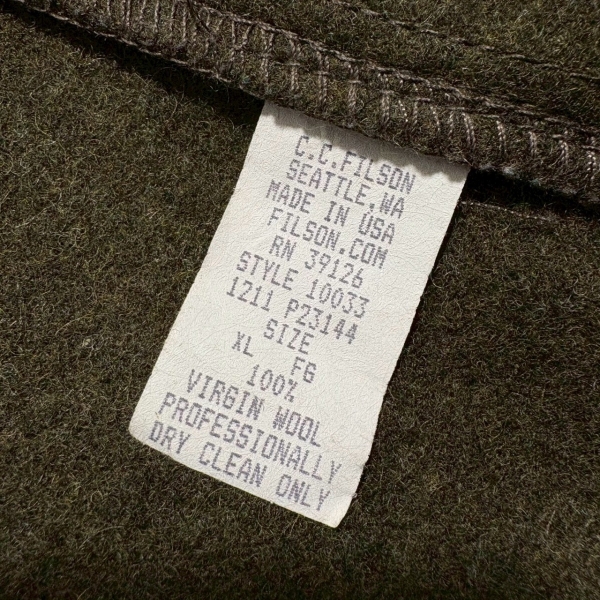 C.C.FILSON
SEATTLE,WA
MADE IN USA
FILSON.COM
RN 39126
STYLE 10033
1211 P23144
SIZE
XL FG
100%
VIRGIN WOOL
PROFESSIONALLY
DRY CLEAN ONLY